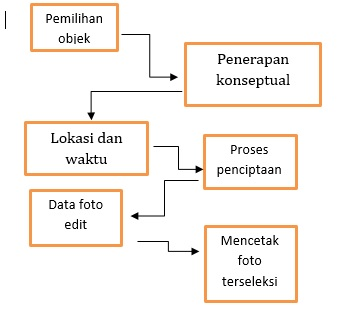 Pemilihan
objek
Penerapan
konseptual
Lokasi dan
waktu
Proses
penciptaan
Data foto
edit
Mencetak
foto
terseleksi